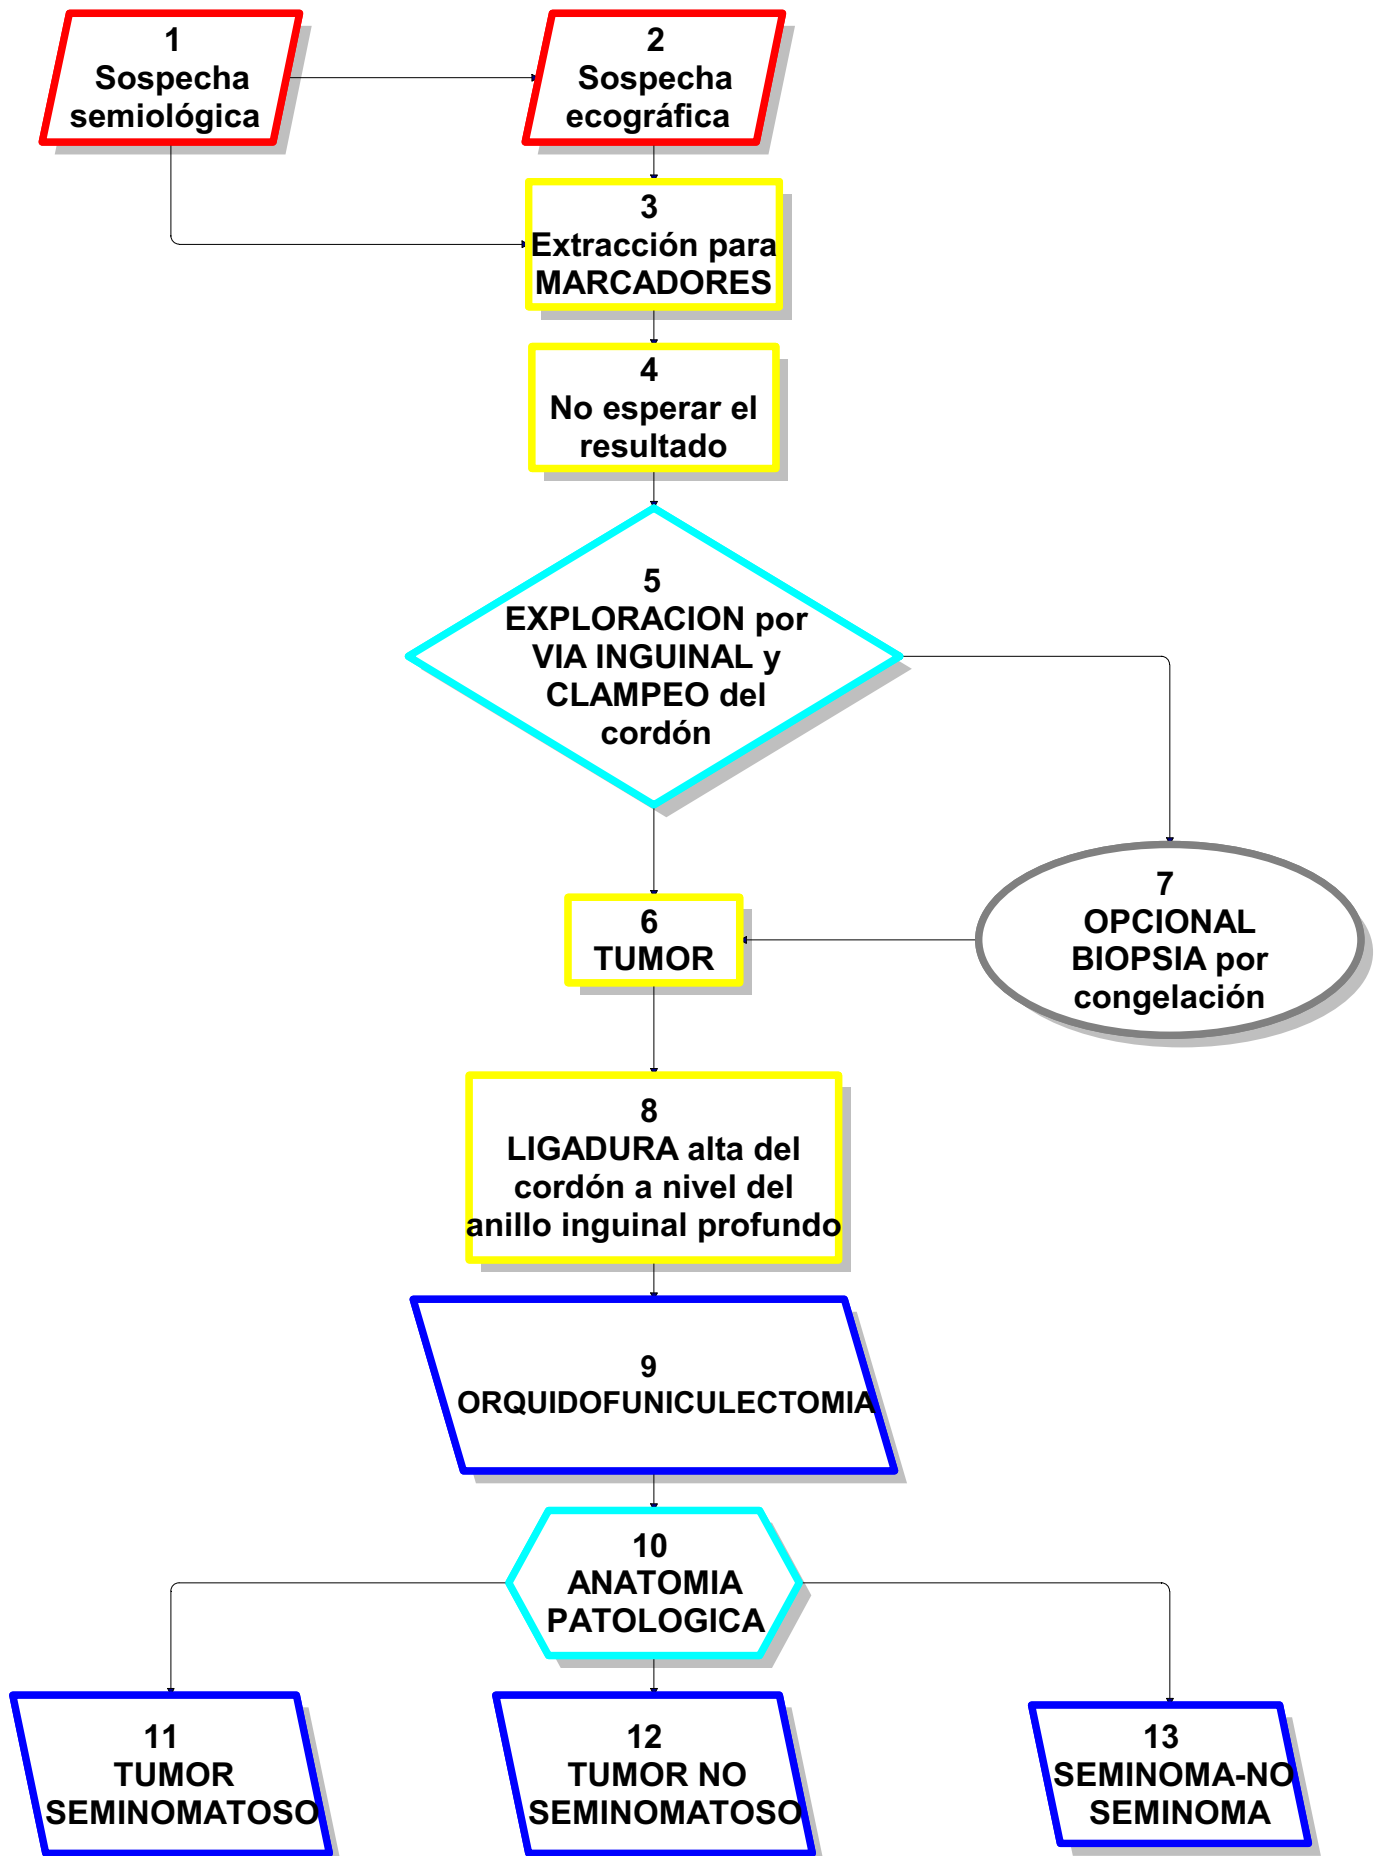 1
Sospecha
semiológica
2
Sospecha
ecográfica
3
Extracción para
MARCADORES
4
No esperar el
resultado
5
EXPLORACION por
VIA INGUINAL y
CLAMPEO del
cordón
6
TUMOR
7
OPCIONAL
BIOPSIA por
congelación
8
LIGADURA alta del
cordón a nivel del
anillo inguinal profundo
9
ORQUIDOFUNICULECTOMIA
10
ANATOMIA
PATOLOGICA
11
TUMOR
SEMINOMATOSO
12
TUMOR NO
SEMINOMATOSO
13
SEMINOMA-NO
SEMINOMA